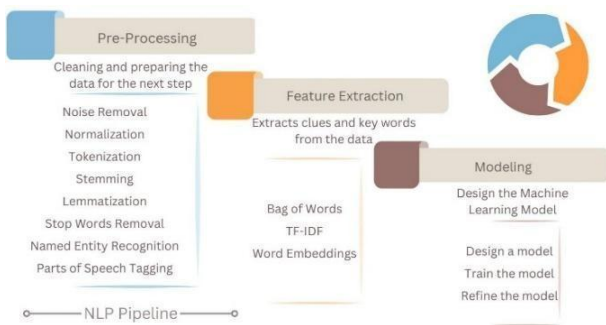 Pre-Processing
Cleaning and preparing the
data for the next step
Noise Removal
Normalization
Tokenization
Stemming
Lemmatization
Stop Words Removal
Named Entity Recognition
Parts of Speech Tagging
NLP Pipeline
Feature Extraction
Extracts clues and key words
from the data
Bag of Words
TF-IDF
Word Embeddings
Modeling
Design the Machine
Learning Model
Design a model
Train the model
Refine the model